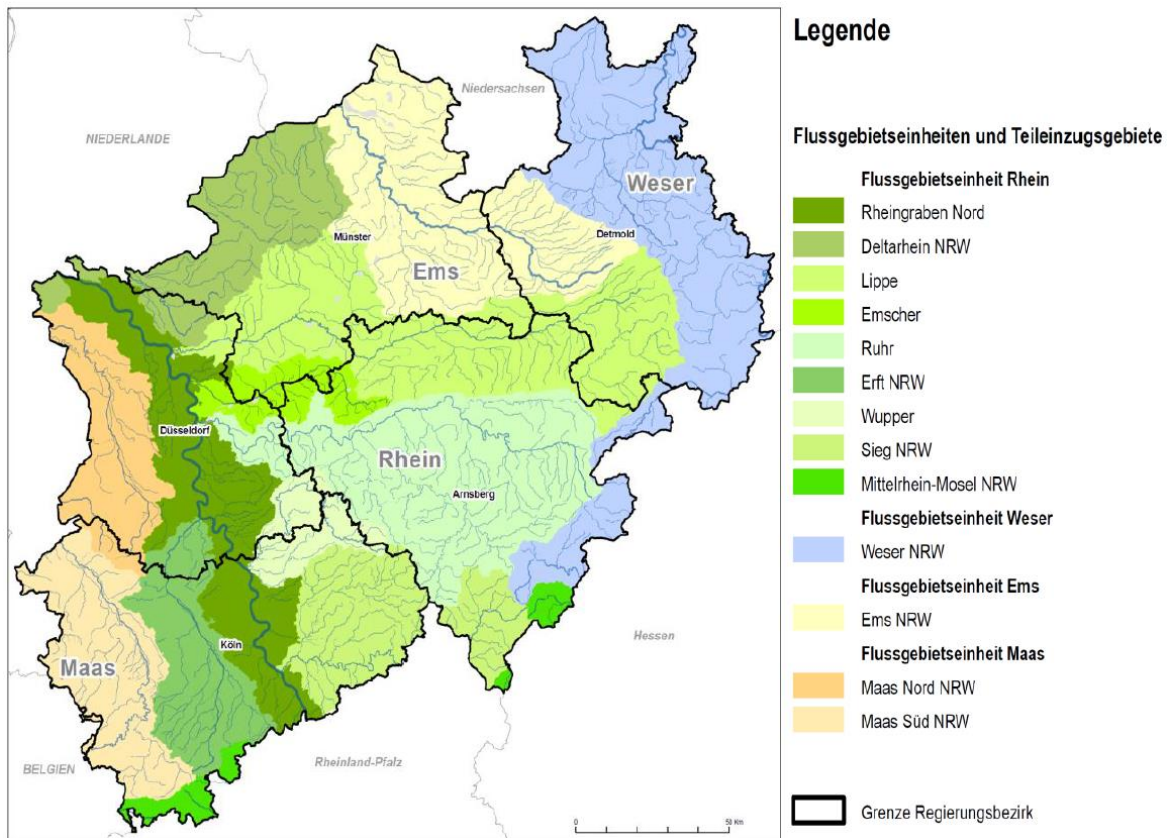 Niedersachsen
NIEDERLANDE
Weser
Münster
Detmold
Ems
Düsseldorf
Rhein
Arnsberg
Maas
Köln
Hessen
BELGIEN
Rheinland-Pfalz
0
50 Km
Legende
Flussgebietseinheiten und Teileinzugsgebiete
Flussgebietseinheit Rhein
Rheingraben Nord
Deltarhein NRW
Lippe
Emscher
Ruhr
Erft NRW
Wupper
Sieg NRW
Mittelrhein-Mosel NRW
Flussgebietseinheit Weser
Weser NRW
Flussgebietseinheit Ems
Ems NRW
Flussgebietseinheit Maas
Maas Nord NRW
Maas Süd NRW
Grenze Regierungsbezirk